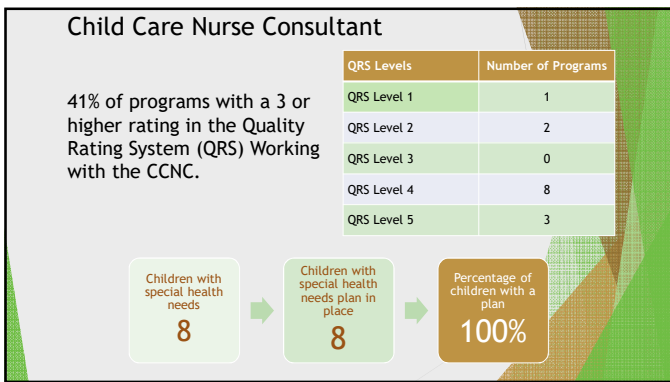 Child Care Nurse Consultant
41% of programs with a 3 or
higher rating in the Quality
Rating System (QRS) Working
with the CCNC.
QRS Levels Number of Programs
QRS Level 1 1
QRS Level 2 2
QRS Level 3 0
QRS Level 4 8
QRS Level 5 3
Children with
special health
needs
8
Children with
special health
needs plan in
place
8
Percentage of
children with a
plan
100%